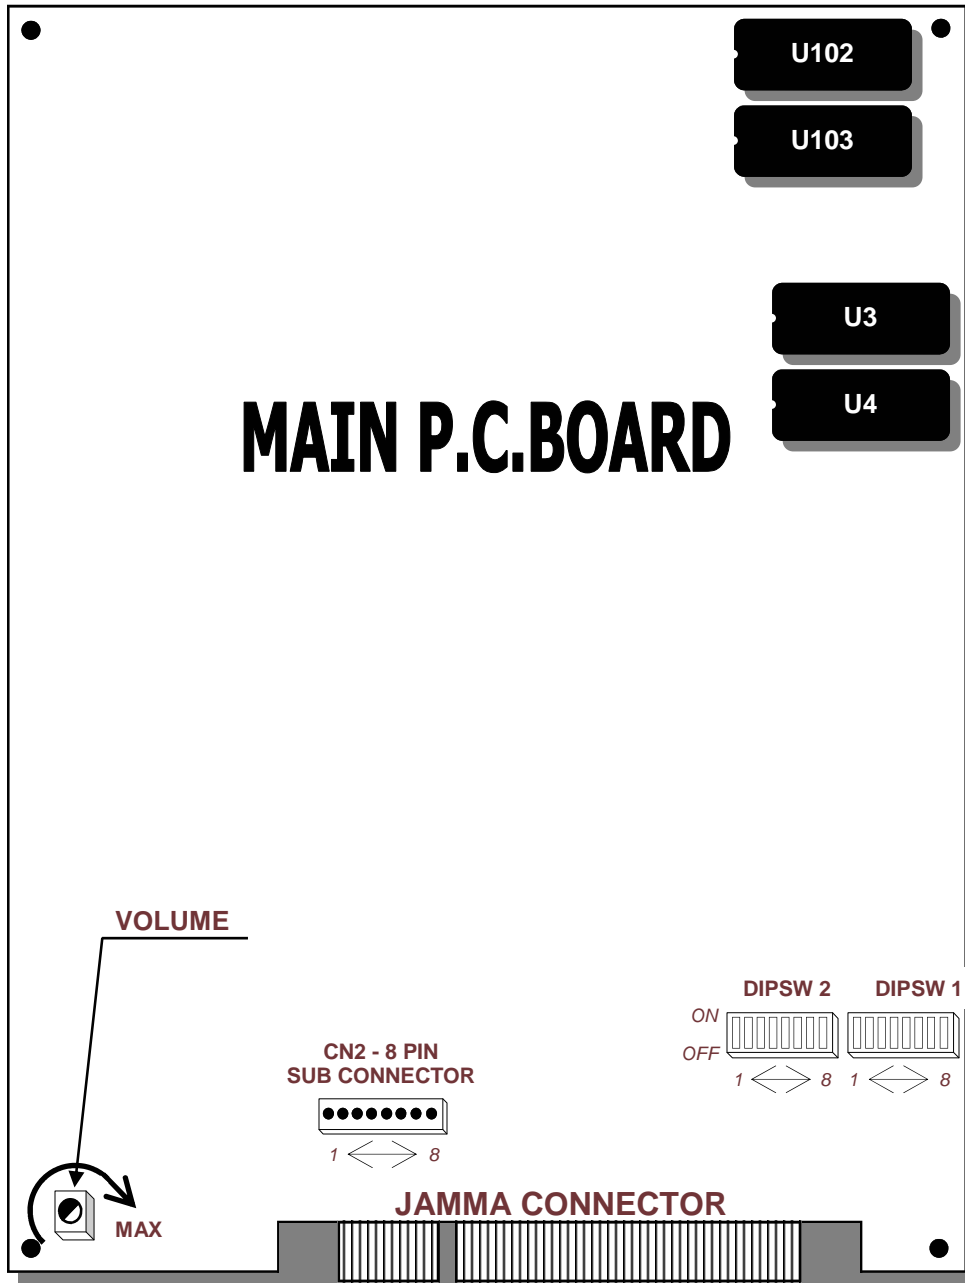 U102
U103
U3
U4
MAIN P.C.BOARD
VOLUME
DIPSW 2 DIPSW 1
ON
OFF
1 8 1 8
CN2 - 8 PIN
SUB CONNECTOR
1 8
JAMMA CONNECTOR
MAX